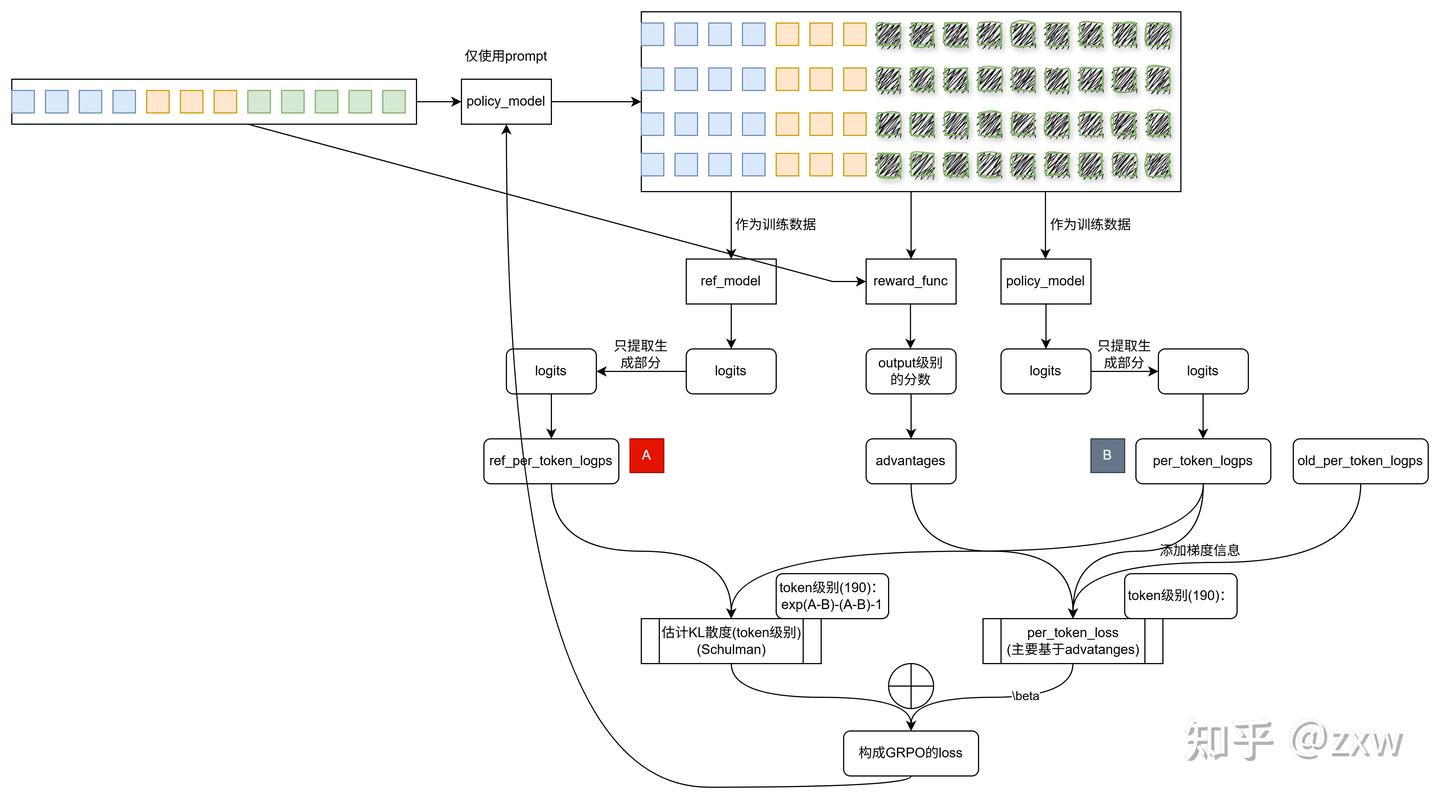 仅使用prompt
policy_model
作为训练数据
作为训练数据
ref_model
reward_func
policy_model
只提取生
成部分
只提取生
成部分
logits
logits
output级别
的分数
logits
logits
ref_per_token_logps
A
advantages
B
per_token_logps
old_per_token_logps
添加梯度信息
token级别(190)：
exp(A-B)-(A-B)-1
token级别(190)：
估计KL散度(token级别)
(Schulman)
per_token_loss
(主要基于advatanges)
\beta
构成GRPO的loss
知乎 @zxw